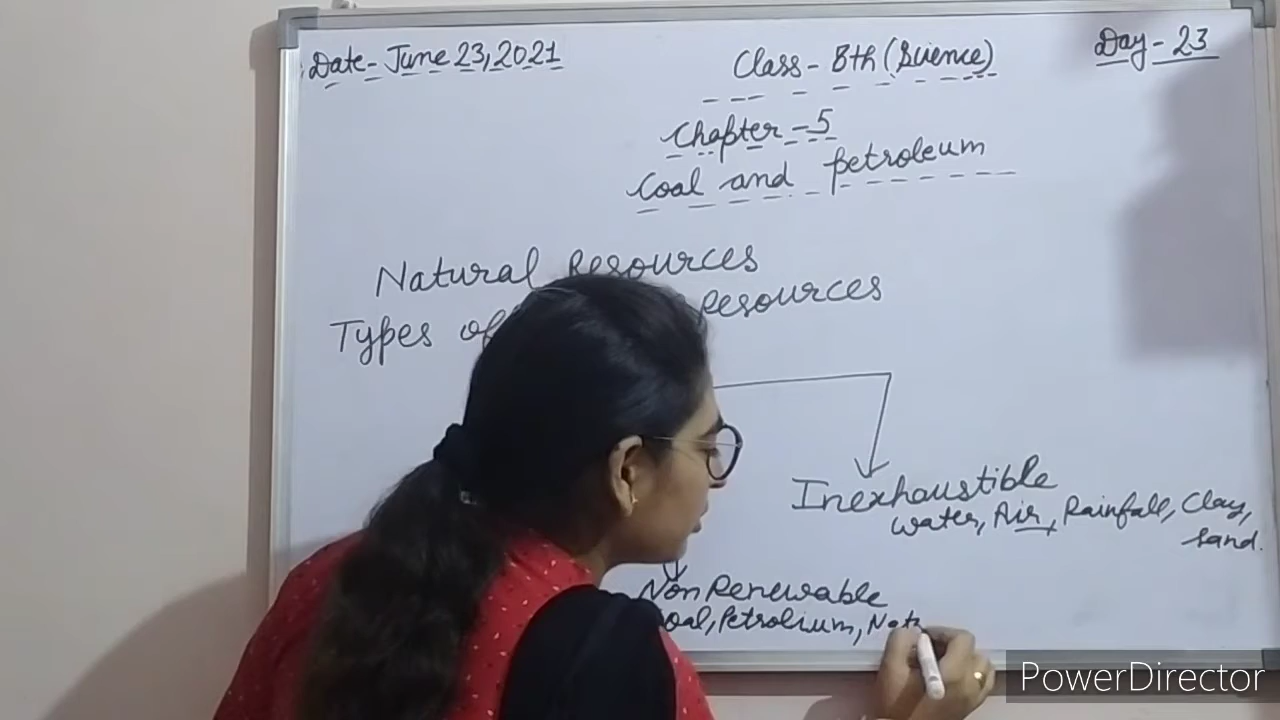 Date - June 23, 2021
Class - 8th (Science)
Day - 23
Chapter - 5
Coal and petroleum
Natural Resources
Types of Resources
Inexhaustible
water, Air, Rainfall, Clay,
sand.
Non Renewable
Petrolium, Nat
PowerDirector